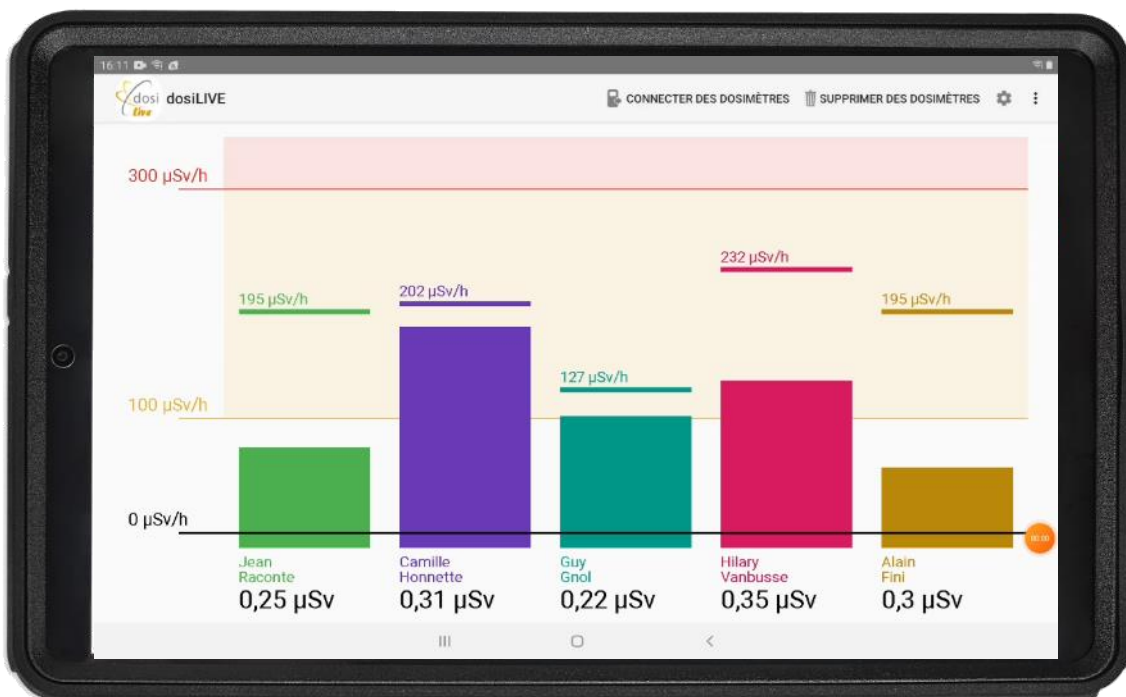 16:11
dosi
live
dosiLIVE
CONNECTER DES DOSIMÈTRES
SUPPRIMER DES DOSIMÈTRES
300 µSv/h
232 µSv/h
195 µSv/h
202 µSv/h
195 µSv/h
127 µSv/h
100 µSv/h
0 µSv/h
00:00
Jean
Raconte
0,25 µSv
Camille
Honnette
0,31 µSv
Guy
Gnol
0,22 µSv
Hilary
Vanbusse
0,35 µSv
Alain
Fini
0,3 µSv